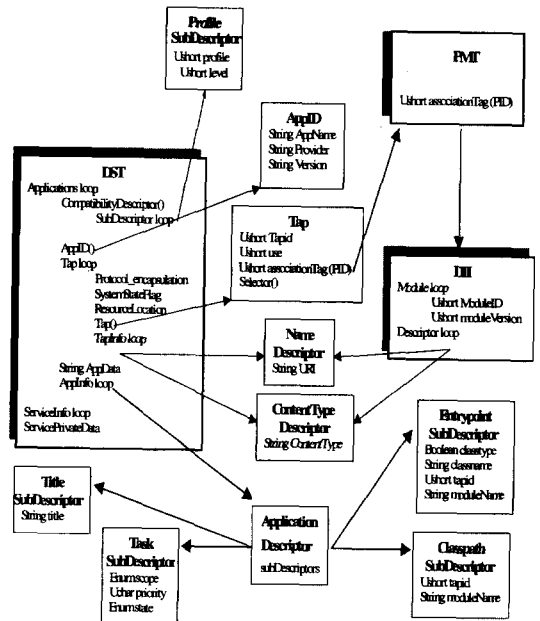 Profile
SubDescriptor
Ushort profile
Ushort level
PMT
Ushort associationTag (PID)
AppID
String AppName
String Provider
String Version
DST
Applications loop
CompatibilityDescriptor()
SubDescriptor loop
AppID()
Tap loop
Protocol_encapsulation
SystemStateFlag
ResourceLocation
Tap()
TapInfo loop
String AppData
AppInfo loop
ServiceInfo loop
ServicePrivateData
Tap
Ushort Tapid
Ushort use
Ushort associationTag (PID)
Selector()
DII
Module loop
Ushort ModuleID
Ushort moduleVersion
Descriptor loop
Name
Descriptor
String URI
ContentType
Descriptor
String ContentType
Entrypoint
SubDescriptor
Boolean classtype
String classname
Ushort tapid
String moduleName
Title
SubDescriptor
String title
Application
Descriptor
subDescriptors
Task
SubDescriptor
Enum scope
Uchar priority
Enum state
Classpath
SubDescriptor
Ushort tapid
String moduleName